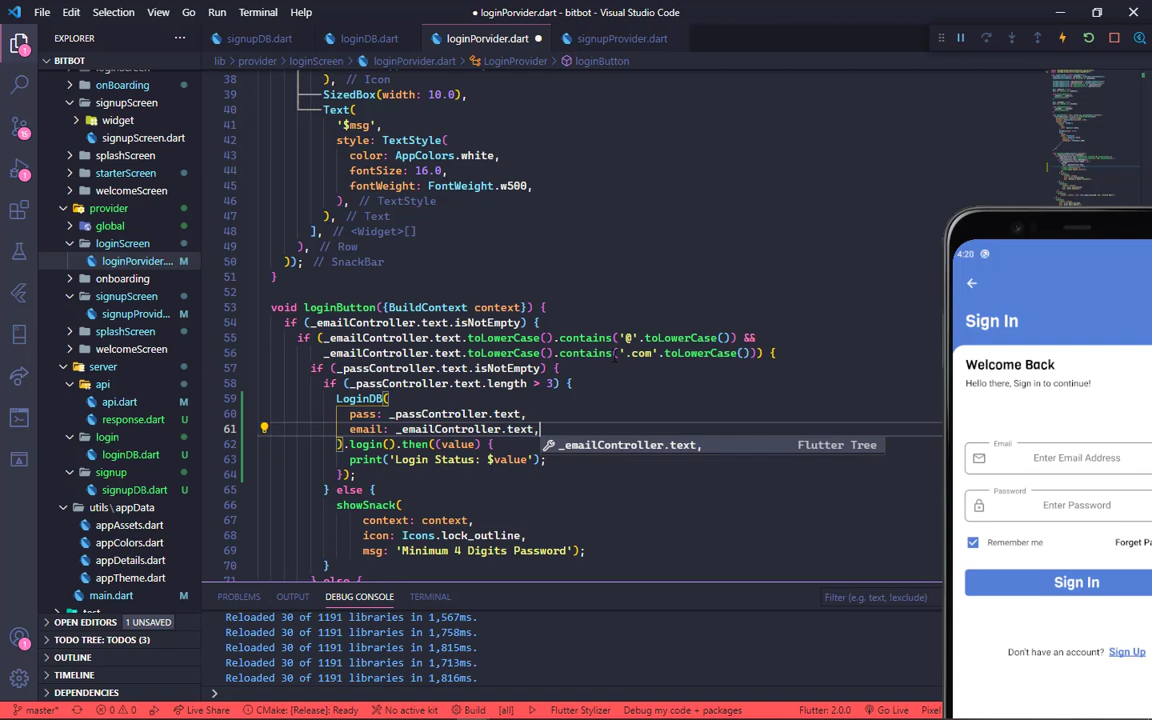 File Edit Selection View Go Run Terminal Help
● loginPorvider.dart - bitbot - Visual Studio Code
EXPLORER
signupDB.dart
loginDB.dart
loginPorvider.dart
signupProvider.dart
lib > provider > loginScreen > loginPorvider.dart > LoginProvider > loginButton
BITBOT
onBoarding
signupScreen
widget
signupScreen.dart
splashScreen
starterScreen
welcomeScreen
provider
global
loginScreen
loginPorvider.... M
onboarding
signupScreen
signupProvid... M
splashScreen
welcomeScreen
server
api
api.dart U
response.dart U
login
loginDB.dart U
signup
signupDB.dart U
utils\appData
appAssets.dart
appColors.dart
appDetails.dart
appTheme.dart
main.dart M
test
OPEN EDITORS 1 UNSAVED
TODO TREE: TODOS (3)
OUTLINE
TIMELINE
DEPENDENCIES
1
15
1
1
38 ), // Icon
39 SizedBox(width: 10.0),
40 Text(
41 '$msg',
42 style: TextStyle(
43 color: AppColors.white,
44 fontSize: 16.0,
45 fontWeight: FontWeight.w500,
46 ), // TextStyle
47 ), // Text
48 ], // <Widget>[]
49 ), // Row
50 )); // SnackBar
51 }
52
53 void loginButton({BuildContext context}) {
54 if (_emailController.text.isNotEmpty) {
55 if (_emailController.text.toLowerCase().contains('@'.toLowerCase()) &&
56 _emailController.text.toLowerCase().contains('.com'.toLowerCase())) {
57 if (_passController.text.isNotEmpty) {
58 if (_passController.text.length > 3) {
59 LoginDB(
60 pass: _passController.text,
61 email: _emailController.text,
_emailController.text, Flutter Tree
62 ).login().then((value) {
63 print('Login Status: $value');
64 });
65 } else {
66 showSnack(
67 context: context,
68 icon: Icons.lock_outline,
69 msg: 'Minimum 4 Digits Password');
70 }
71 } else {
PROBLEMS OUTPUT DEBUG CONSOLE TERMINAL
Filter (e.g. text, !exclude)
Reloaded 30 of 1191 libraries in 1,567ms.
Reloaded 30 of 1191 libraries in 1,758ms.
Reloaded 30 of 1191 libraries in 1,815ms.
Reloaded 30 of 1191 libraries in 1,713ms.
Reloaded 30 of 1191 libraries in 1,816ms.
>
4:20
Sign In
Welcome Back
Hello there, Sign in to continue!
Email
Enter Email Address
Password
Enter Password
Remember me
Forget Pa
Sign In
Don't have an account? Sign Up
master* 0 0 Live Share CMake: [Release]: Ready No active kit Build [all] Flutter Stylizer Debug my code + packages Flutter: 2.0.0 Go Live Pixel